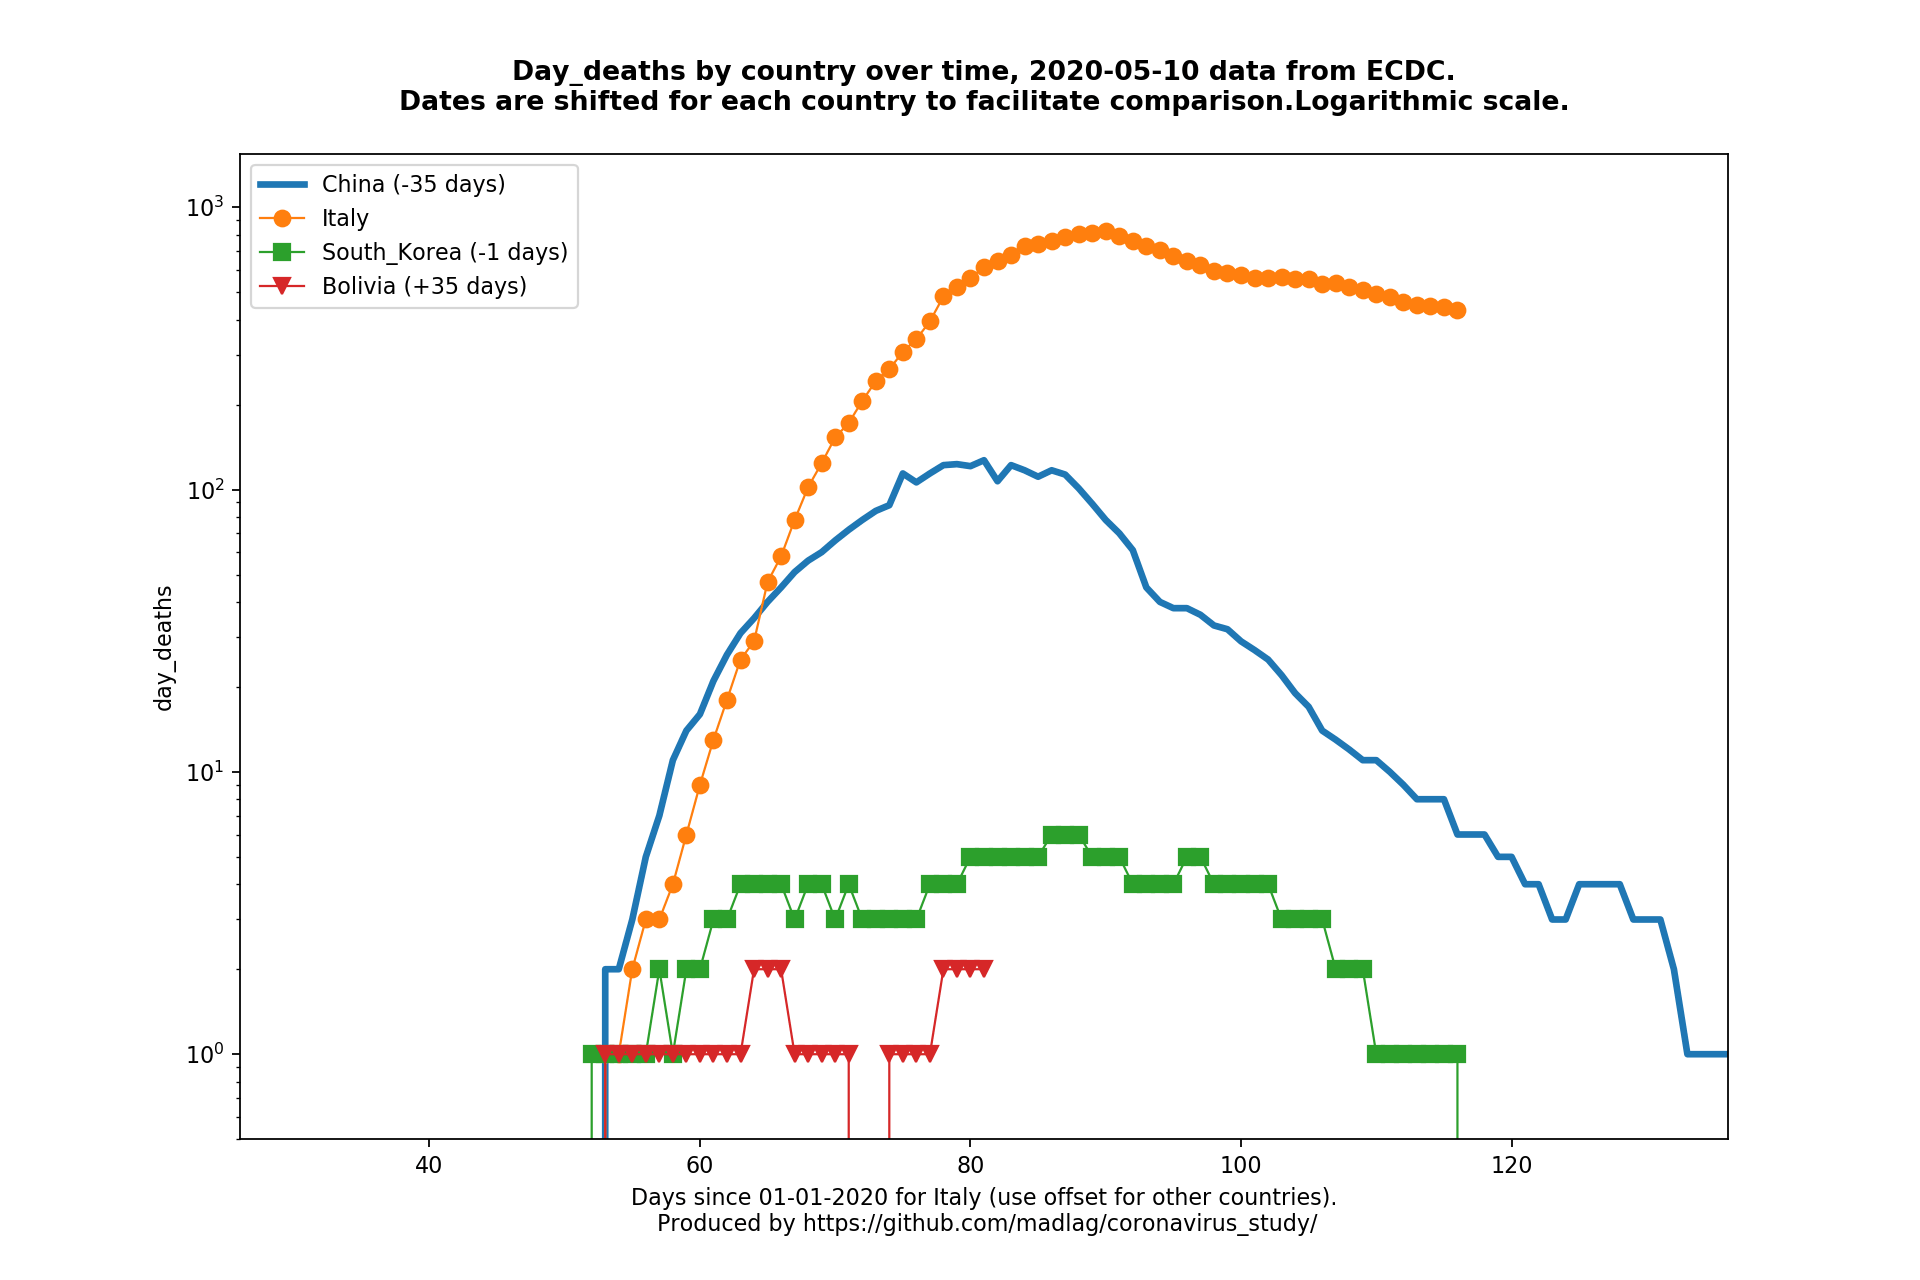 Day_deaths by country over time, 2020-05-10 data from ECDC.
Dates are shifted for each country to facilitate comparison.Logarithmic scale.
China (-35 days)
Italy
South_Korea (-1 days)
Bolivia (+35 days)
10³
10²
10¹
10⁰
day_deaths
40 60 80 100 120
Days since 01-01-2020 for Italy (use offset for other countries).
Produced by https://github.com/madlag/coronavirus_study/